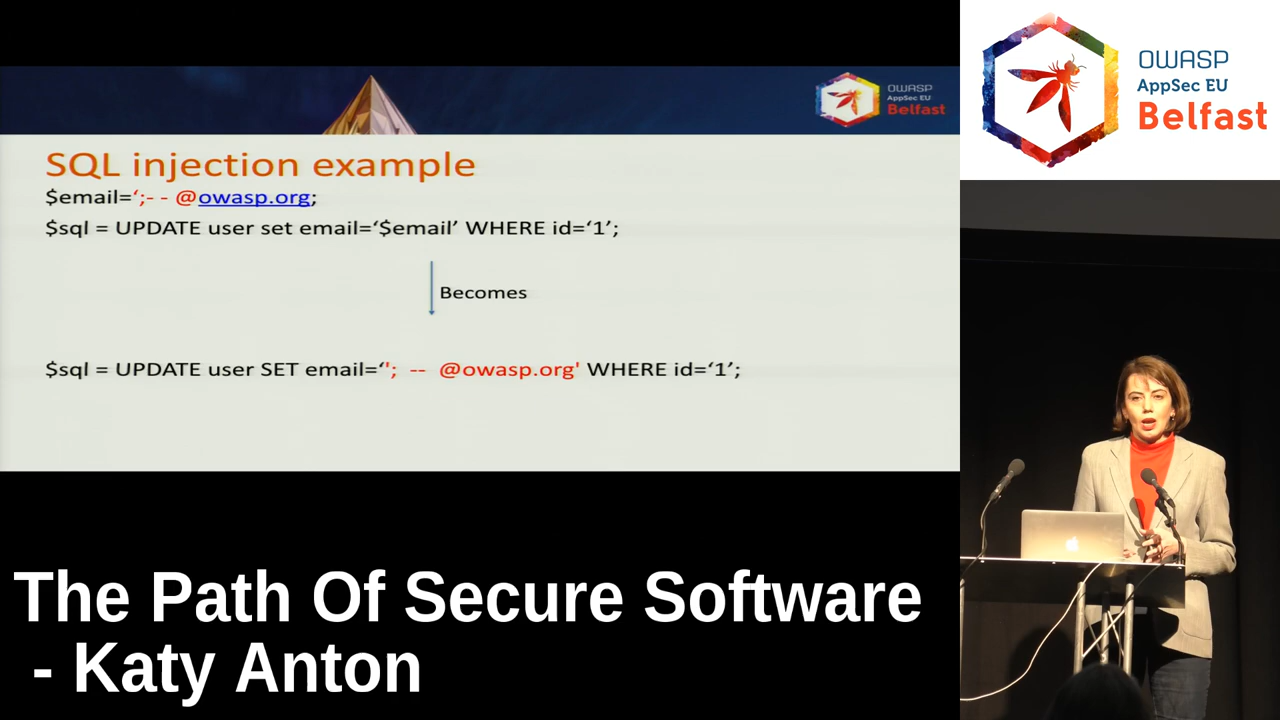 OWASP
AppSec EU
Belfast
SQL injection example
$email=‘;- - @owasp.org;
$sql = UPDATE user set email=‘$email’ WHERE id=‘1’;
Becomes
$sql = UPDATE user SET email=‘'; -- @owasp.org' WHERE id=‘1’;
OWASP
AppSec EU
Belfast
The Path Of Secure Software
- Katy Anton